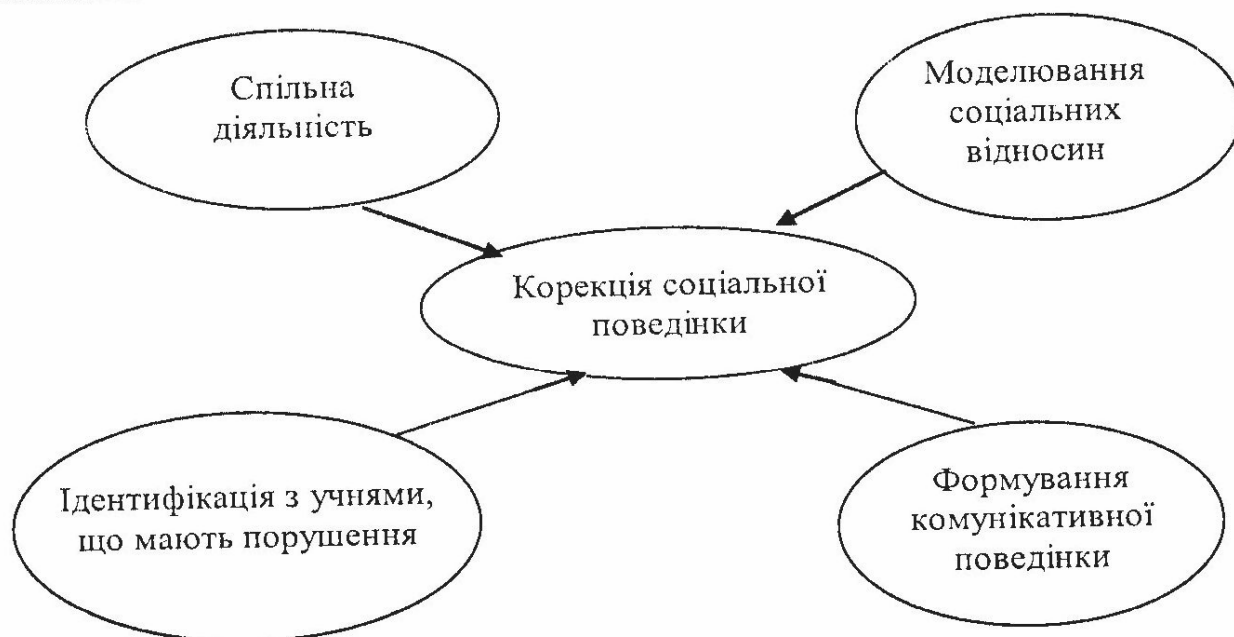 Спільна
діяльність
Моделювання
соціальних
відносин
Корекція соціальної
поведінки
Ідентифікація з учнями,
що мають порушення
Формування
комунікативної
поведінки